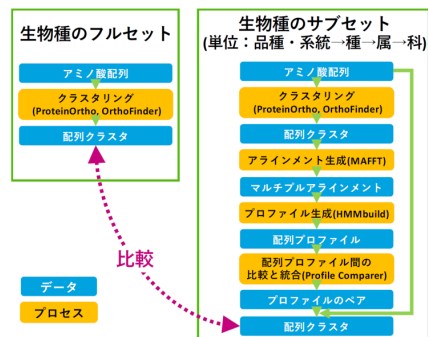 生物種のフルセット
アミノ酸配列
クラスタリング
(ProteinOrtho, OrthoFinder)
配列クラスタ
比較
データ
プロセス
生物種のサブセット
(単位：品種・系統→種→属→科)
アミノ酸配列
クラスタリング
(ProteinOrtho, OrthoFinder)
配列クラスタ
アラインメント生成(MAFFT)
マルチプルアラインメント
プロファイル生成(HMMbuild)
配列プロファイル
配列プロファイル間の
比較と統合(Profile Comparer)
プロファイルのペア
配列クラスタ